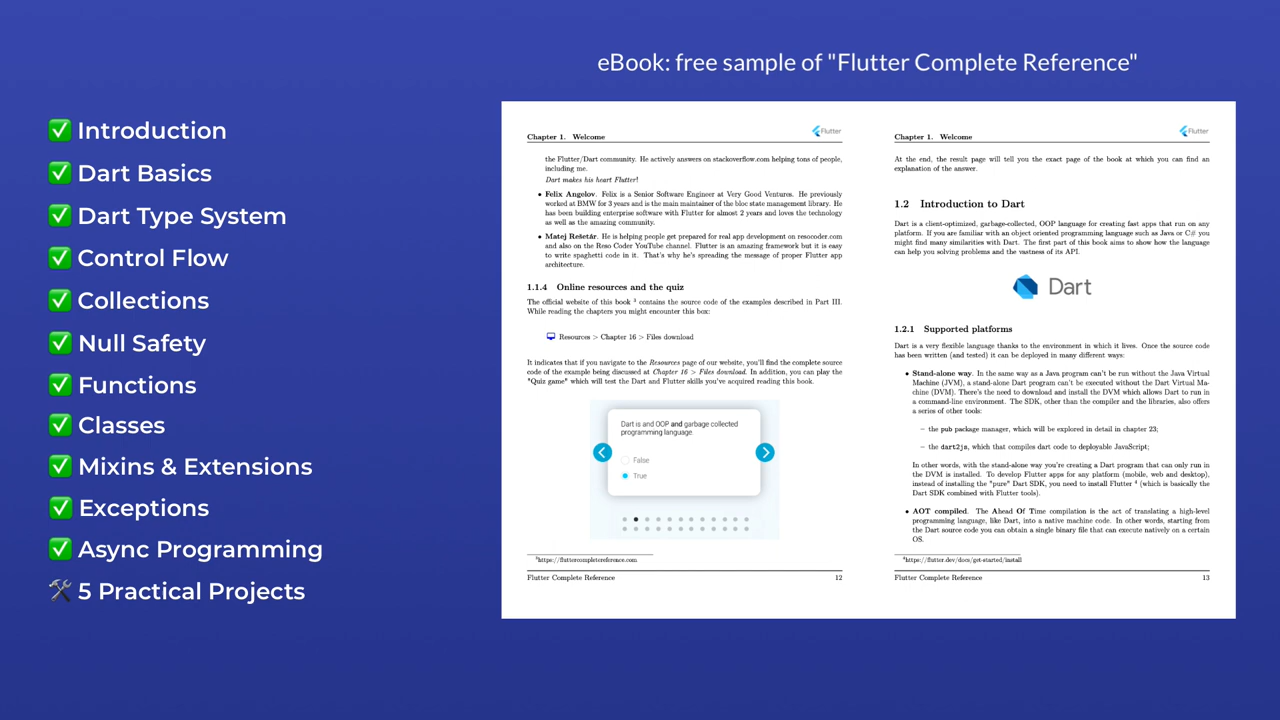 eBook: free sample of "Flutter Complete Reference"
Introduction
Dart Basics
Dart Type System
Control Flow
Collections
Null Safety
Functions
Classes
Mixins & Extensions
Exceptions
Async Programming
5 Practical Projects
Chapter 1. Welcome
Flutter
the Flutter/Dart community. He actively answers on stackoverflow.com helping tons of people,
including me.
Dart makes his heart Flutter!
• Felix Angelov. Felix is a Senior Software Engineer at Very Good Ventures. He previously
worked at BMW for 3 years and is the main maintainer of the bloc state management library. He
has been building enterprise software with Flutter for almost 2 years and loves the technology
as well as the amazing community.
• Matej Rešetár. He is helping people get prepared for real app development on resocoder.com
and also on the Reso Coder YouTube channel. Flutter is an amazing framework but it is easy
to write spaghetti code in it. That's why he's spreading the message of proper Flutter app
architecture.
1.1.4 Online resources and the quiz
The official website of this book 3 contains the source code of the examples described in Part III.
While reading the chapters you might encounter this box:
Resources > Chapter 16 > Files download
It indicates that if you navigate to the Resources page of our website, you'll find the complete source
code of the example being discussed at Chapter 16 > Files download. In addition, you can play the
"Quiz game" which will test the Dart and Flutter skills you've acquired reading this book.
Dart is and OOP and garbage collected
programming language.
False
True
3https://fluttercompletereference.com
Flutter Complete Reference 12
Chapter 1. Welcome
Flutter
At the end, the result page will tell you the exact page of the book at which you can find an
explanation of the answer.
1.2 Introduction to Dart
Dart is a client-optimized, garbage-collected, OOP language for creating fast apps that run on any
platform. If you are familiar with an object oriented programming language such as Java or C# you
might find many similarities with Dart. The first part of this book aims to show how the language
can help you solving problems and the vastness of its API.
Dart
1.2.1 Supported platforms
Dart is a very flexible language thanks to the environment in which it lives. Once the source code
has been written (and tested) it can be deployed in many different ways:
• Stand-alone way. In the same way as a Java program can't be run without the Java Virtual
Machine (JVM), a stand-alone Dart program can't be executed without the Dart Virtual Ma-
chine (DVM). There's the need to download and install the DVM which allows Dart to run in
a command-line environment. The SDK, other than the compiler and the libraries, also offers
a series of other tools:
– the pub package manager, which will be explored in detail in chapter 23;
– the dart2js, which that compiles dart code to deployable JavaScript;
In other words, with the stand-alone way you're creating a Dart program that can only run in
the DVM is installed. To develop Flutter apps for any platform (mobile, web and desktop),
instead of installing the "pure" Dart SDK, you need to install Flutter 4 (which is basically the
Dart SDK combined with Flutter tools).
• AOT compiled. The Ahead Of Time compilation is the act of translating a high-level
programming language, like Dart, into a native machine code. In other words, starting from
the Dart source code you can obtain a single binary file that can execute natively on a certain
OS.
4https://flutter.dev/docs/get-started/install
Flutter Complete Reference 13